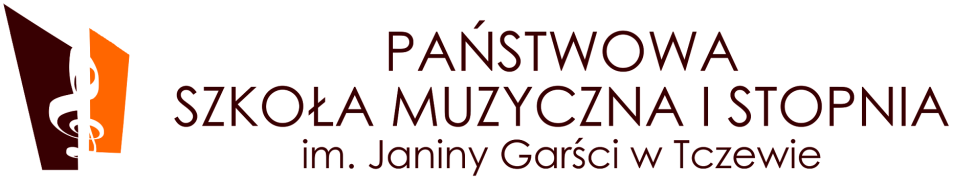 PAŃSTWOWA
SZKOŁA MUZYCZNA I STOPNIA
im. Janiny Garści w Tczewie